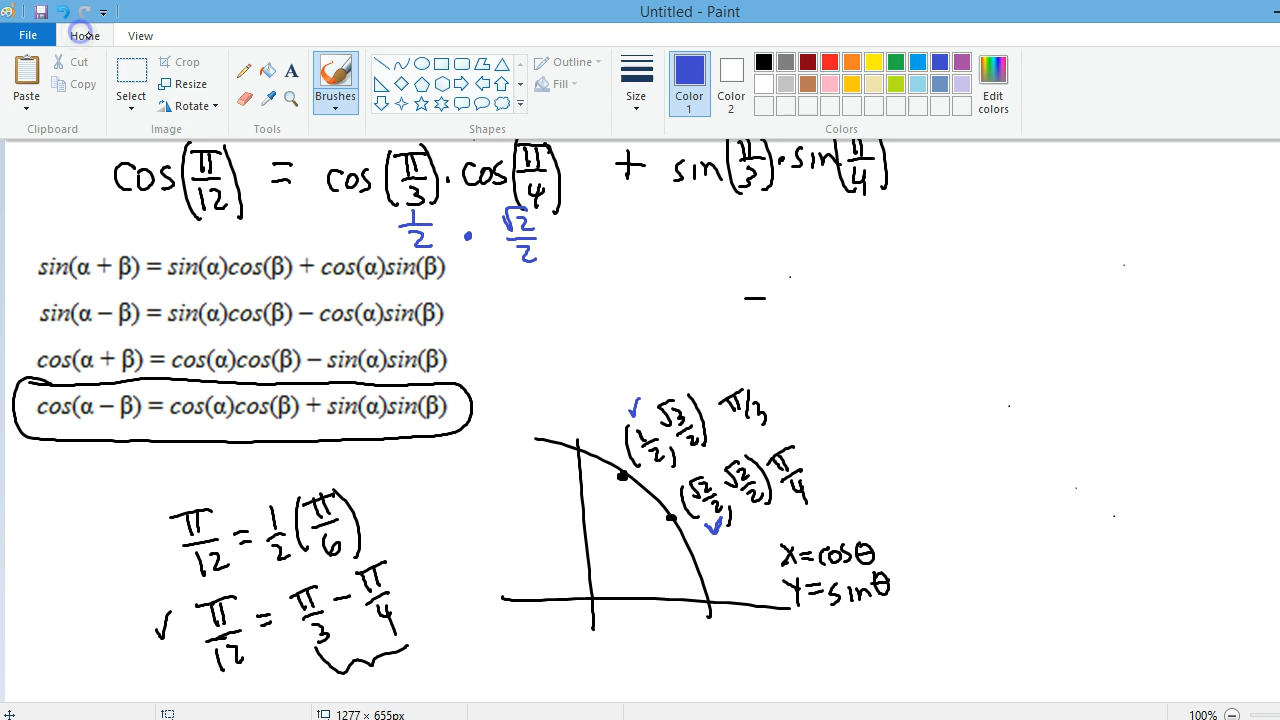 Untitled - Paint
File Home View
Paste Cut Copy Select Crop Resize Rotate A Brushes Outline Fill Size Color 1 Color 2 Edit colors
Clipboard Image Tools Shapes Colors
cos(π/12) = cos(π/3) · cos(π/4) + sin(π/3) · sin(π/4)
1/2 · √2/2
sin(α + β) = sin(α)cos(β) + cos(α)sin(β)
sin(α − β) = sin(α)cos(β) − cos(α)sin(β)
cos(α + β) = cos(α)cos(β) − sin(α)sin(β)
cos(α − β) = cos(α)cos(β) + sin(α)sin(β)
(1/2, √3/2) π/3
(√2/2, √2/2) π/4
π/12 = 1/2 (π/6)
✓ π/12 = π/3 − π/4
x=cosθ
y=sinθ
1277 × 655px 100%